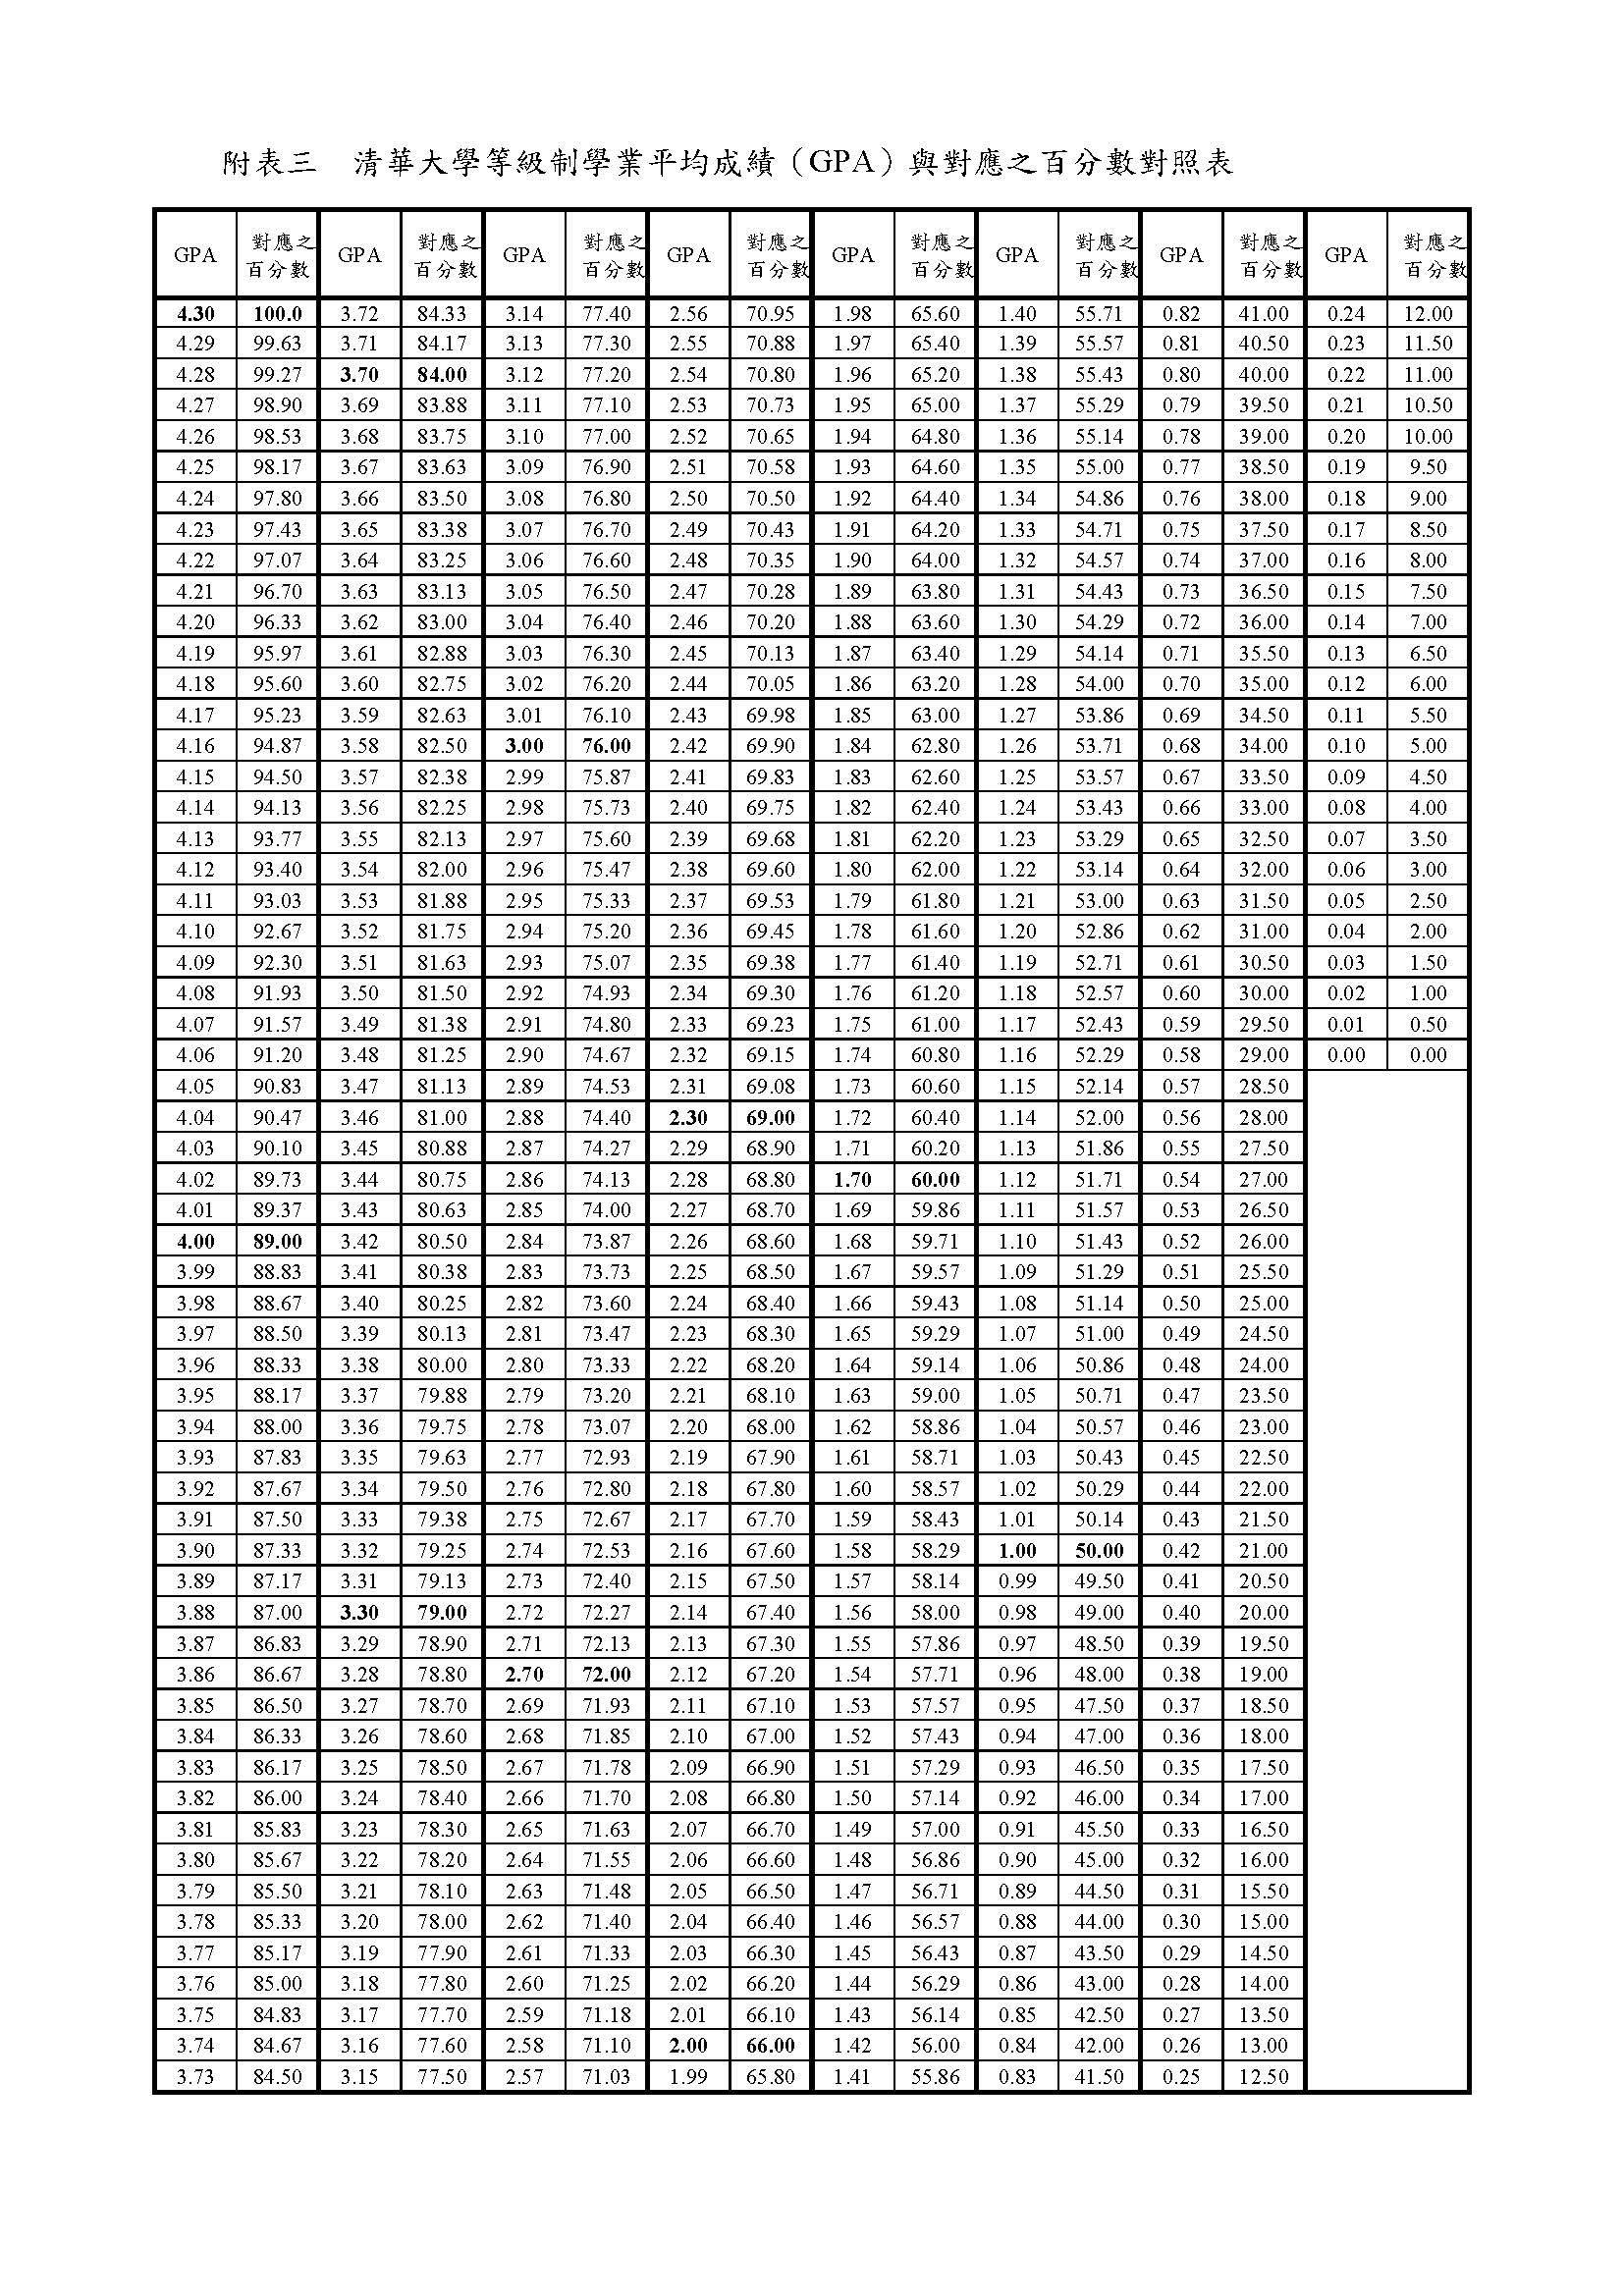 附表三 清華大學等級制學業平均成績（GPA）與對應之百分數對照表
GPA 對應之百分數 GPA 對應之百分數 GPA 對應之百分數 GPA 對應之百分數 GPA 對應之百分數 GPA 對應之百分數 GPA 對應之百分數 GPA 對應之百分數
4.30 100.0 3.72 84.33 3.14 77.40 2.56 70.95 1.98 65.60 1.40 55.71 0.82 41.00 0.24 12.00
4.29 99.63 3.71 84.17 3.13 77.30 2.55 70.88 1.97 65.40 1.39 55.57 0.81 40.50 0.23 11.50
4.28 99.27 3.70 84.00 3.12 77.20 2.54 70.80 1.96 65.20 1.38 55.43 0.80 40.00 0.22 11.00
4.27 98.90 3.69 83.88 3.11 77.10 2.53 70.73 1.95 65.00 1.37 55.29 0.79 39.50 0.21 10.50
4.26 98.53 3.68 83.75 3.10 77.00 2.52 70.65 1.94 64.80 1.36 55.14 0.78 39.00 0.20 10.00
4.25 98.17 3.67 83.63 3.09 76.90 2.51 70.58 1.93 64.60 1.35 55.00 0.77 38.50 0.19 9.50
4.24 97.80 3.66 83.50 3.08 76.80 2.50 70.50 1.92 64.40 1.34 54.86 0.76 38.00 0.18 9.00
4.23 97.43 3.65 83.38 3.07 76.70 2.49 70.43 1.91 64.20 1.33 54.71 0.75 37.50 0.17 8.50
4.22 97.07 3.64 83.25 3.06 76.60 2.48 70.35 1.90 64.00 1.32 54.57 0.74 37.00 0.16 8.00
4.21 96.70 3.63 83.13 3.05 76.50 2.47 70.28 1.89 63.80 1.31 54.43 0.73 36.50 0.15 7.50
4.20 96.33 3.62 83.00 3.04 76.40 2.46 70.20 1.88 63.60 1.30 54.29 0.72 36.00 0.14 7.00
4.19 95.97 3.61 82.88 3.03 76.30 2.45 70.13 1.87 63.40 1.29 54.14 0.71 35.50 0.13 6.50
4.18 95.60 3.60 82.75 3.02 76.20 2.44 70.05 1.86 63.20 1.28 54.00 0.70 35.00 0.12 6.00
4.17 95.23 3.59 82.63 3.01 76.10 2.43 69.98 1.85 63.00 1.27 53.86 0.69 34.50 0.11 5.50
4.16 94.87 3.58 82.50 3.00 76.00 2.42 69.90 1.84 62.80 1.26 53.71 0.68 34.00 0.10 5.00
4.15 94.50 3.57 82.38 2.99 75.87 2.41 69.83 1.83 62.60 1.25 53.57 0.67 33.50 0.09 4.50
4.14 94.13 3.56 82.25 2.98 75.73 2.40 69.75 1.82 62.40 1.24 53.43 0.66 33.00 0.08 4.00
4.13 93.77 3.55 82.13 2.97 75.60 2.39 69.68 1.81 62.20 1.23 53.29 0.65 32.50 0.07 3.50
4.12 93.40 3.54 82.00 2.96 75.47 2.38 69.60 1.80 62.00 1.22 53.14 0.64 32.00 0.06 3.00
4.11 93.03 3.53 81.88 2.95 75.33 2.37 69.53 1.79 61.80 1.21 53.00 0.63 31.50 0.05 2.50
4.10 92.67 3.52 81.75 2.94 75.20 2.36 69.45 1.78 61.60 1.20 52.86 0.62 31.00 0.04 2.00
4.09 92.30 3.51 81.63 2.93 75.07 2.35 69.38 1.77 61.40 1.19 52.71 0.61 30.50 0.03 1.50
4.08 91.93 3.50 81.50 2.92 74.93 2.34 69.30 1.76 61.20 1.18 52.57 0.60 30.00 0.02 1.00
4.07 91.57 3.49 81.38 2.91 74.80 2.33 69.23 1.75 61.00 1.17 52.43 0.59 29.50 0.01 0.50
4.06 91.20 3.48 81.25 2.90 74.67 2.32 69.15 1.74 60.80 1.16 52.29 0.58 29.00 0.00 0.00
4.05 90.83 3.47 81.13 2.89 74.53 2.31 69.08 1.73 60.60 1.15 52.14 0.57 28.50
4.04 90.47 3.46 81.00 2.88 74.40 2.30 69.00 1.72 60.40 1.14 52.00 0.56 28.00
4.03 90.10 3.45 80.88 2.87 74.27 2.29 68.90 1.71 60.20 1.13 51.86 0.55 27.50
4.02 89.73 3.44 80.75 2.86 74.13 2.28 68.80 1.70 60.00 1.12 51.71 0.54 27.00
4.01 89.37 3.43 80.63 2.85 74.00 2.27 68.70 1.69 59.86 1.11 51.57 0.53 26.50
4.00 89.00 3.42 80.50 2.84 73.87 2.26 68.60 1.68 59.71 1.10 51.43 0.52 26.00
3.99 88.83 3.41 80.38 2.83 73.73 2.25 68.50 1.67 59.57 1.09 51.29 0.51 25.50
3.98 88.67 3.40 80.25 2.82 73.60 2.24 68.40 1.66 59.43 1.08 51.14 0.50 25.00
3.97 88.50 3.39 80.13 2.81 73.47 2.23 68.30 1.65 59.29 1.07 51.00 0.49 24.50
3.96 88.33 3.38 80.00 2.80 73.33 2.22 68.20 1.64 59.14 1.06 50.86 0.48 24.00
3.95 88.17 3.37 79.88 2.79 73.20 2.21 68.10 1.63 59.00 1.05 50.71 0.47 23.50
3.94 88.00 3.36 79.75 2.78 73.07 2.20 68.00 1.62 58.86 1.04 50.57 0.46 23.00
3.93 87.83 3.35 79.63 2.77 72.93 2.19 67.90 1.61 58.71 1.03 50.43 0.45 22.50
3.92 87.67 3.34 79.50 2.76 72.80 2.18 67.80 1.60 58.57 1.02 50.29 0.44 22.00
3.91 87.50 3.33 79.38 2.75 72.67 2.17 67.70 1.59 58.43 1.01 50.14 0.43 21.50
3.90 87.33 3.32 79.25 2.74 72.53 2.16 67.60 1.58 58.29 1.00 50.00 0.42 21.00
3.89 87.17 3.31 79.13 2.73 72.40 2.15 67.50 1.57 58.14 0.99 49.50 0.41 20.50
3.88 87.00 3.30 79.00 2.72 72.27 2.14 67.40 1.56 58.00 0.98 49.00 0.40 20.00
3.87 86.83 3.29 78.90 2.71 72.13 2.13 67.30 1.55 57.86 0.97 48.50 0.39 19.50
3.86 86.67 3.28 78.80 2.70 72.00 2.12 67.20 1.54 57.71 0.96 48.00 0.38 19.00
3.85 86.50 3.27 78.70 2.69 71.93 2.11 67.10 1.53 57.57 0.95 47.50 0.37 18.50
3.84 86.33 3.26 78.60 2.68 71.85 2.10 67.00 1.52 57.43 0.94 47.00 0.36 18.00
3.83 86.17 3.25 78.50 2.67 71.78 2.09 66.90 1.51 57.29 0.93 46.50 0.35 17.50
3.82 86.00 3.24 78.40 2.66 71.70 2.08 66.80 1.50 57.14 0.92 46.00 0.34 17.00
3.81 85.83 3.23 78.30 2.65 71.63 2.07 66.70 1.49 57.00 0.91 45.50 0.33 16.50
3.80 85.67 3.22 78.20 2.64 71.55 2.06 66.60 1.48 56.86 0.90 45.00 0.32 16.00
3.79 85.50 3.21 78.10 2.63 71.48 2.05 66.50 1.47 56.71 0.89 44.50 0.31 15.50
3.78 85.33 3.20 78.00 2.62 71.40 2.04 66.40 1.46 56.57 0.88 44.00 0.30 15.00
3.77 85.17 3.19 77.90 2.61 71.33 2.03 66.30 1.45 56.43 0.87 43.50 0.29 14.50
3.76 85.00 3.18 77.80 2.60 71.25 2.02 66.20 1.44 56.29 0.86 43.00 0.28 14.00
3.75 84.83 3.17 77.70 2.59 71.18 2.01 66.10 1.43 56.14 0.85 42.50 0.27 13.50
3.74 84.67 3.16 77.60 2.58 71.10 2.00 66.00 1.42 56.00 0.84 42.00 0.26 13.00
3.73 84.50 3.15 77.50 2.57 71.03 1.99 65.80 1.41 55.86 0.83 41.50 0.25 12.50